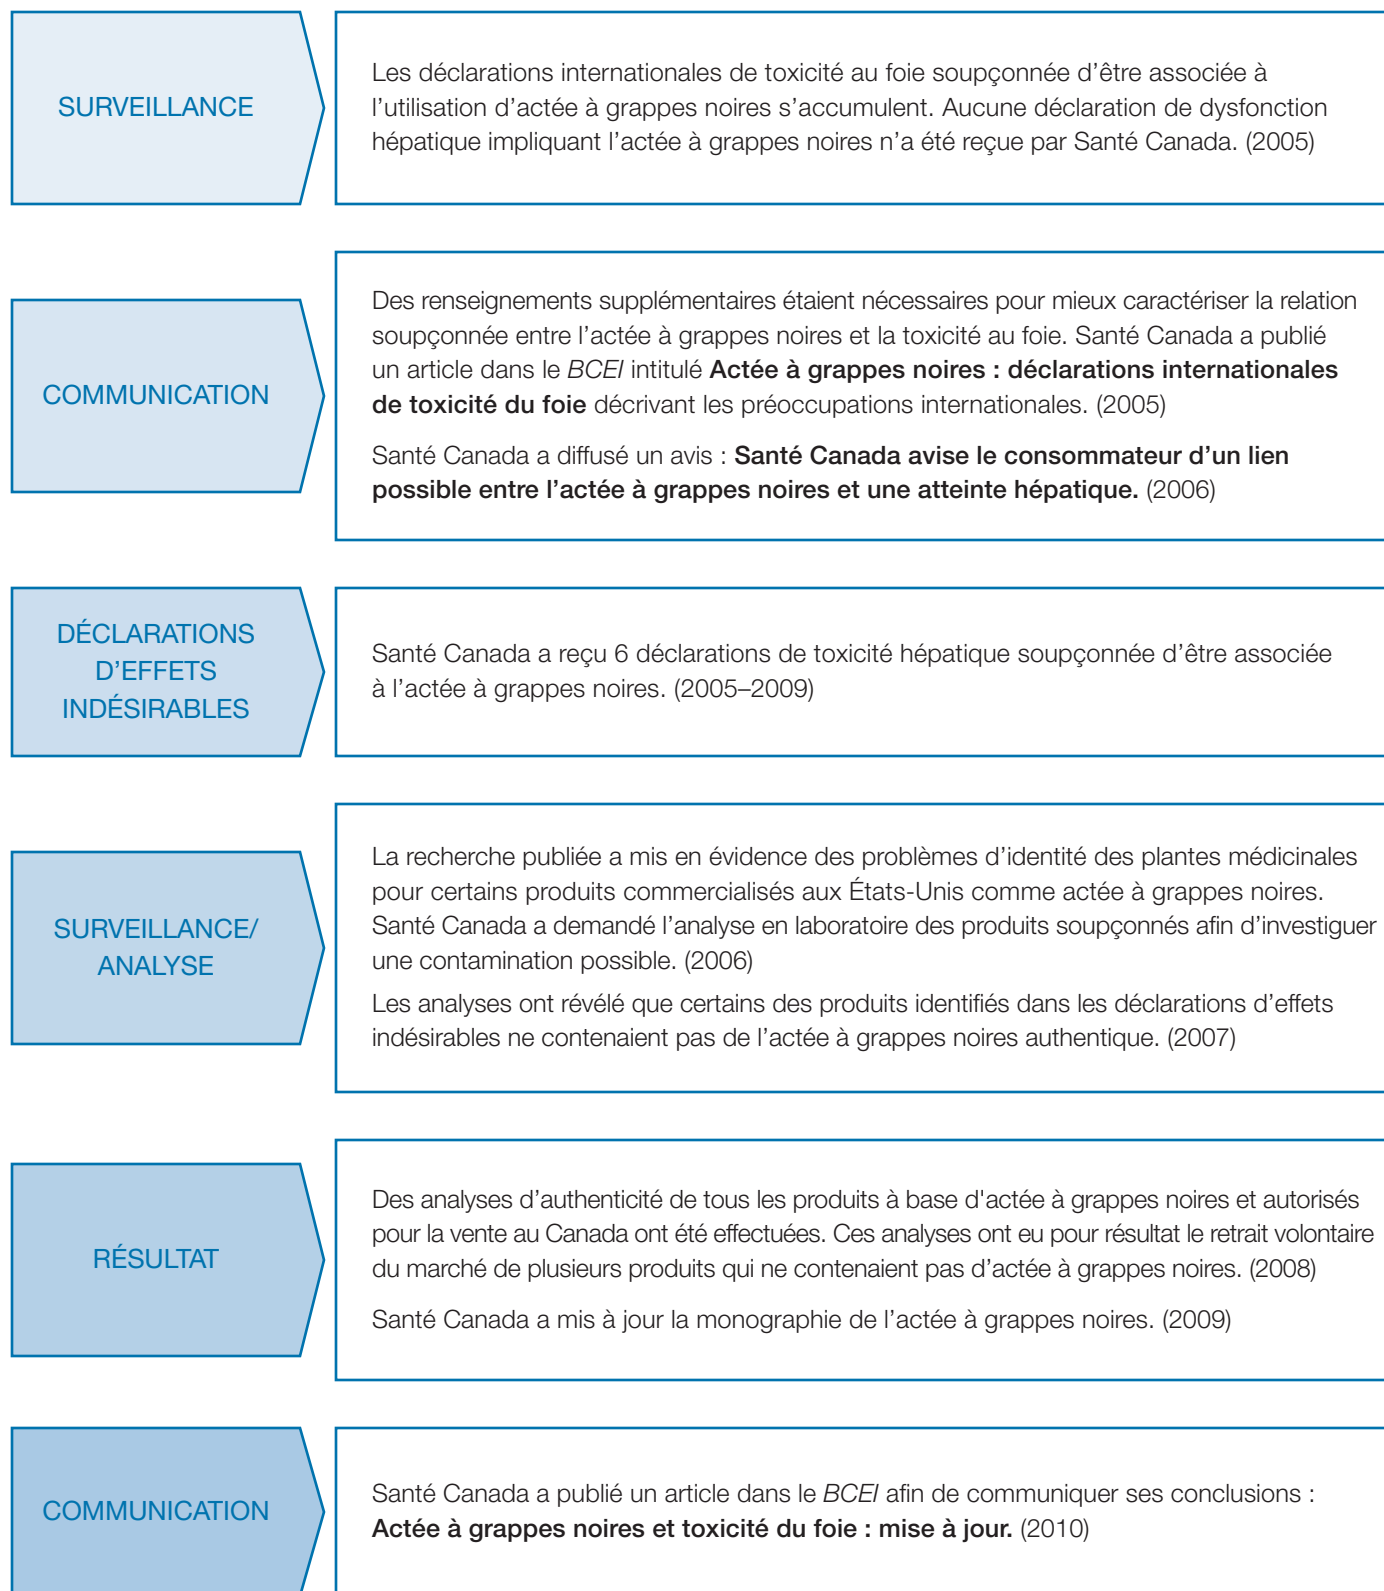 SURVEILLANCE
Les déclarations internationales de toxicité au foie soupçonnée d’être associée à
l’utilisation d’actée à grappes noires s’accumulent. Aucune déclaration de dysfonction
hépatique impliquant l’actée à grappes noires n’a été reçue par Santé Canada. (2005)
COMMUNICATION
Des renseignements supplémentaires étaient nécessaires pour mieux caractériser la relation
soupçonnée entre l’actée à grappes noires et la toxicité au foie. Santé Canada a publié
un article dans le BCEI intitulé Actée à grappes noires : déclarations internationales
de toxicité du foie décrivant les préoccupations internationales. (2005)
Santé Canada a diffusé un avis : Santé Canada avise le consommateur d’un lien
possible entre l’actée à grappes noires et une atteinte hépatique. (2006)
DÉCLARATIONS
D’EFFETS
INDÉSIRABLES
Santé Canada a reçu 6 déclarations de toxicité hépatique soupçonnée d’être associée
à l’actée à grappes noires. (2005–2009)
SURVEILLANCE/
ANALYSE
La recherche publiée a mis en évidence des problèmes d’identité des plantes médicinales
pour certains produits commercialisés aux États-Unis comme actée à grappes noires.
Santé Canada a demandé l’analyse en laboratoire des produits soupçonnés afin d’investiguer
une contamination possible. (2006)
Les analyses ont révélé que certains des produits identifiés dans les déclarations d’effets
indésirables ne contenaient pas de l’actée à grappes noires authentique. (2007)
RÉSULTAT
Des analyses d’authenticité de tous les produits à base d'actée à grappes noires et autorisés
pour la vente au Canada ont été effectuées. Ces analyses ont eu pour résultat le retrait volontaire
du marché de plusieurs produits qui ne contenaient pas d’actée à grappes noires. (2008)
Santé Canada a mis à jour la monographie de l’actée à grappes noires. (2009)
COMMUNICATION
Santé Canada a publié un article dans le BCEI afin de communiquer ses conclusions :
Actée à grappes noires et toxicité du foie : mise à jour. (2010)